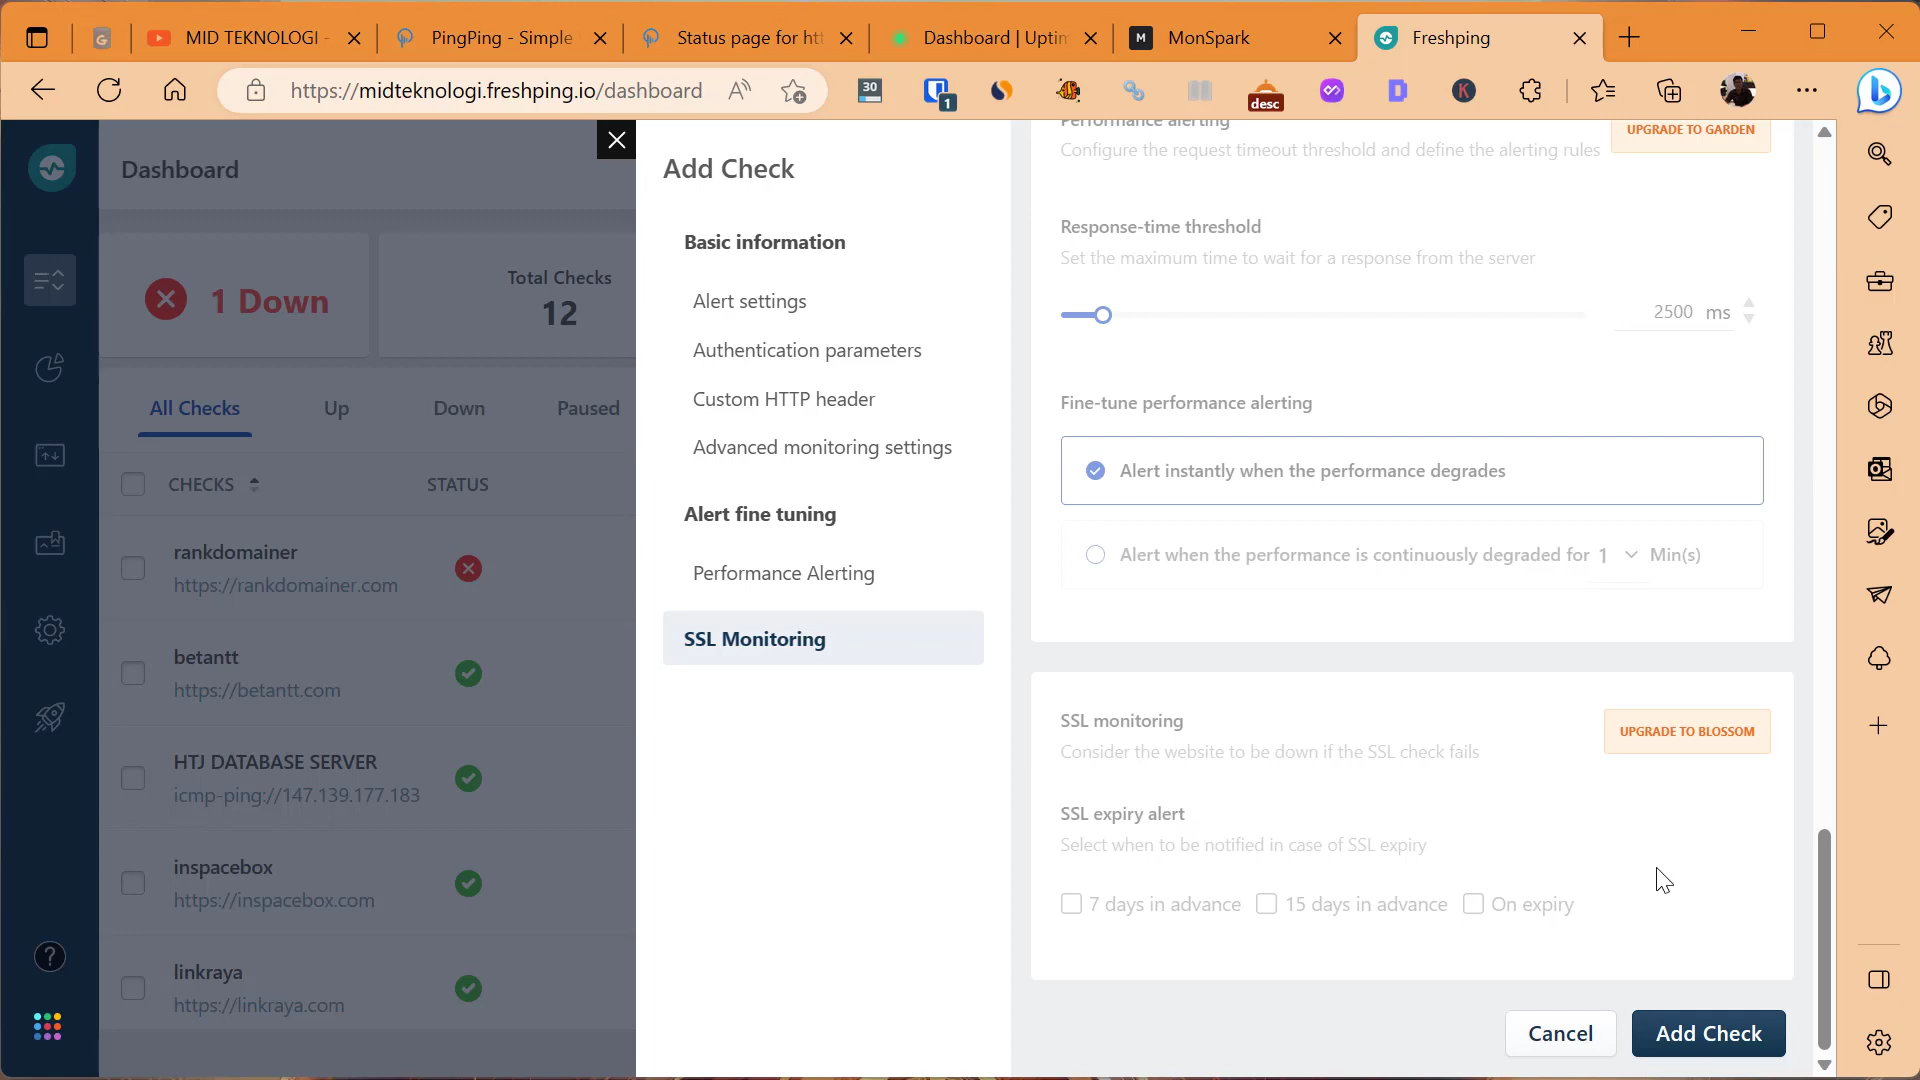 MID TEKNOLOGI -
PingPing - Simple
Status page for htt
Dashboard | Uptim
M
MonSpark
Freshping
https://midteknologi.freshping.io/dashboard
30
1
desc
K
Dashboard
1 Down
Total Checks
12
All Checks
Up
Down
Paused
CHECKS
STATUS
rankdomainer
https://rankdomainer.com
betantt
https://betantt.com
HTJ DATABASE SERVER
icmp-ping://147.139.177.183
inspacebox
https://inspacebox.com
linkraya
https://linkraya.com
Add Check
Basic information
Alert settings
Authentication parameters
Custom HTTP header
Advanced monitoring settings
Alert fine tuning
Performance Alerting
SSL Monitoring
Performance alerting
UPGRADE TO GARDEN
Configure the request timeout threshold and define the alerting rules
Response-time threshold
Set the maximum time to wait for a response from the server
2500 ms
Fine-tune performance alerting
Alert instantly when the performance degrades
Alert when the performance is continuously degraded for 1 Min(s)
SSL monitoring
UPGRADE TO BLOSSOM
Consider the website to be down if the SSL check fails
SSL expiry alert
Select when to be notified in case of SSL expiry
7 days in advance
15 days in advance
On expiry
Cancel
Add Check